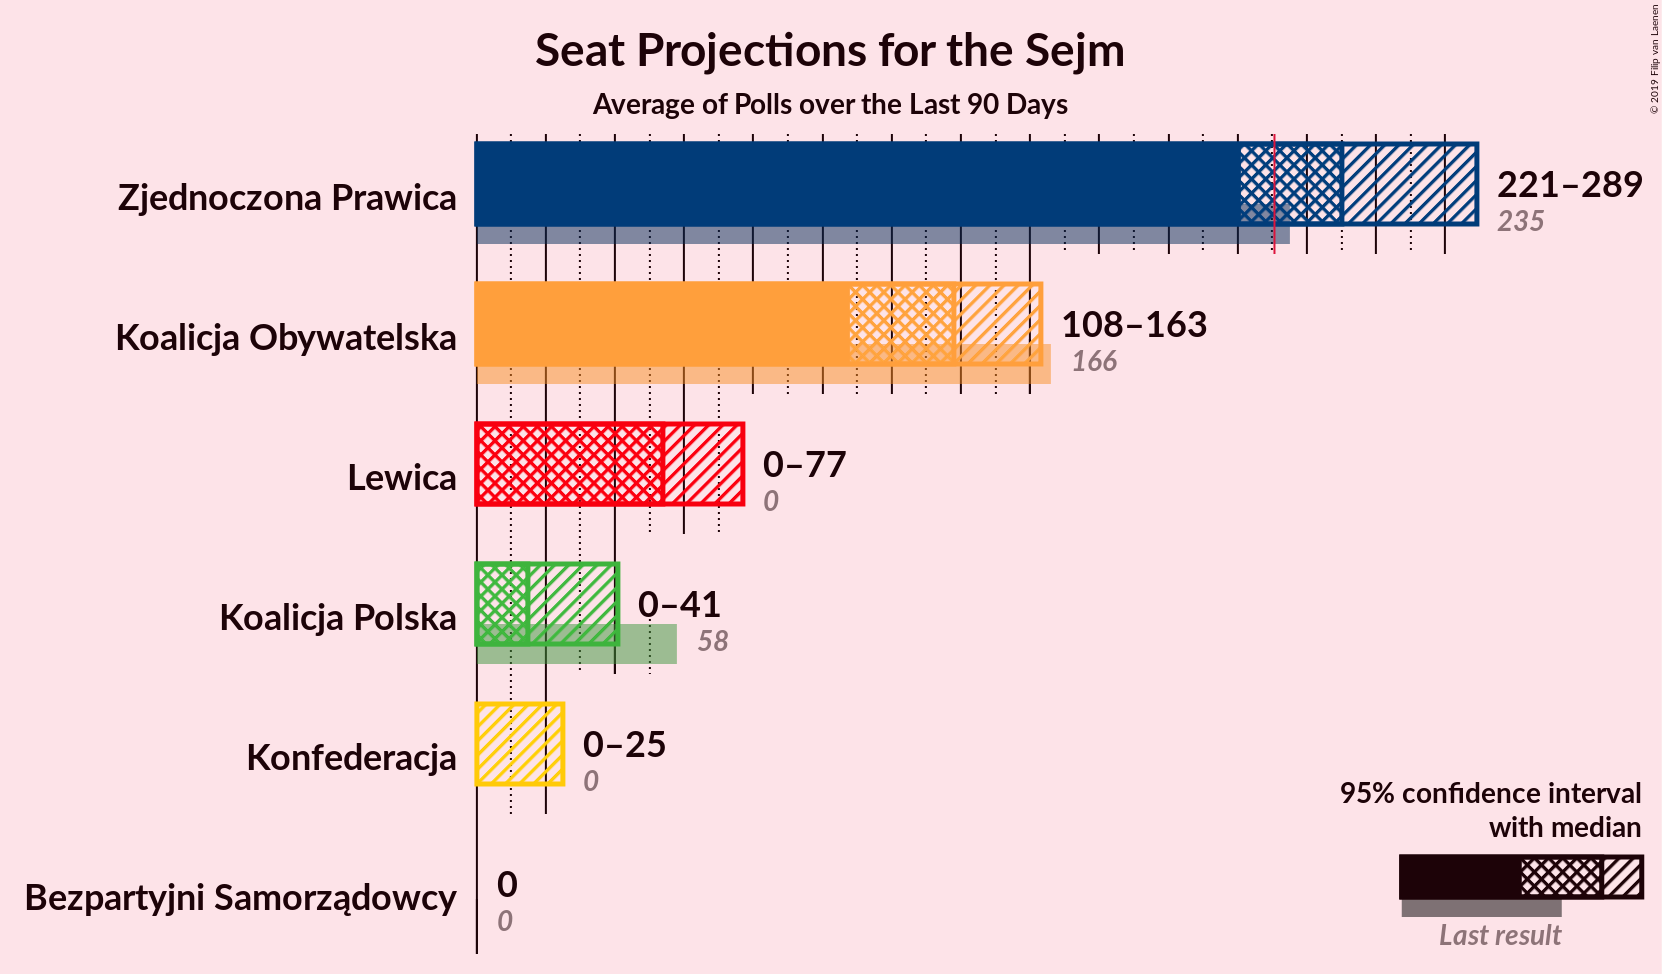 Seat Projections for the Sejm
Average of Polls over the Last 90 Days
© 2019 Filip van Laenen
Zjednoczona Prawica
221–289
235
Koalicja Obywatelska
108–163
166
Lewica
0–77
0
Koalicja Polska
0–41
58
Konfederacja
0–25
0
Bezpartyjni Samorządowcy
0
0
95% confidence interval
with median
Last result